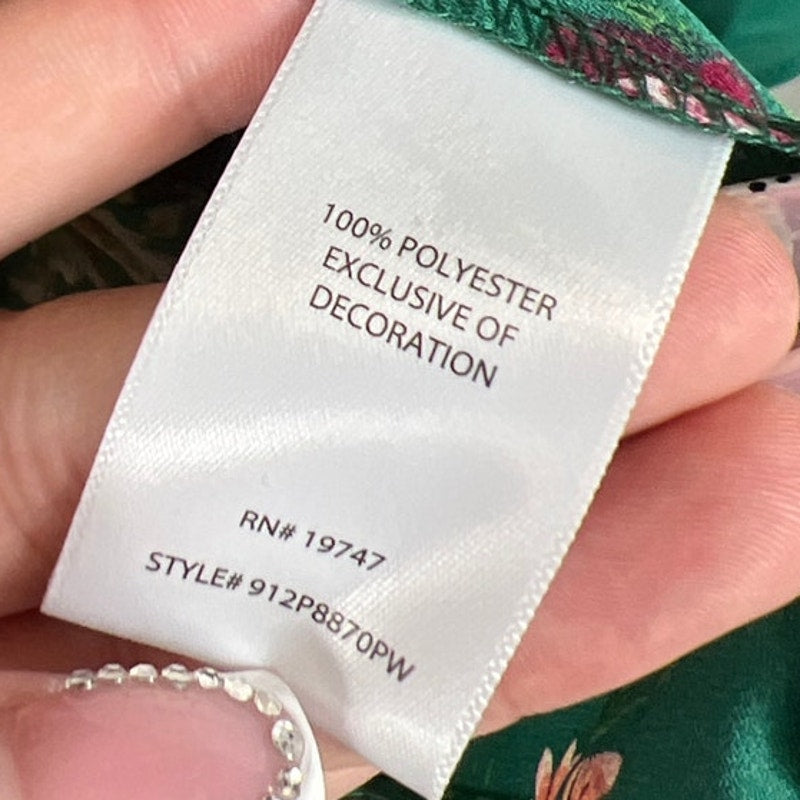 100% POLYESTER
EXCLUSIVE OF
DECORATION
RN# 19747
STYLE# 912P8870PW